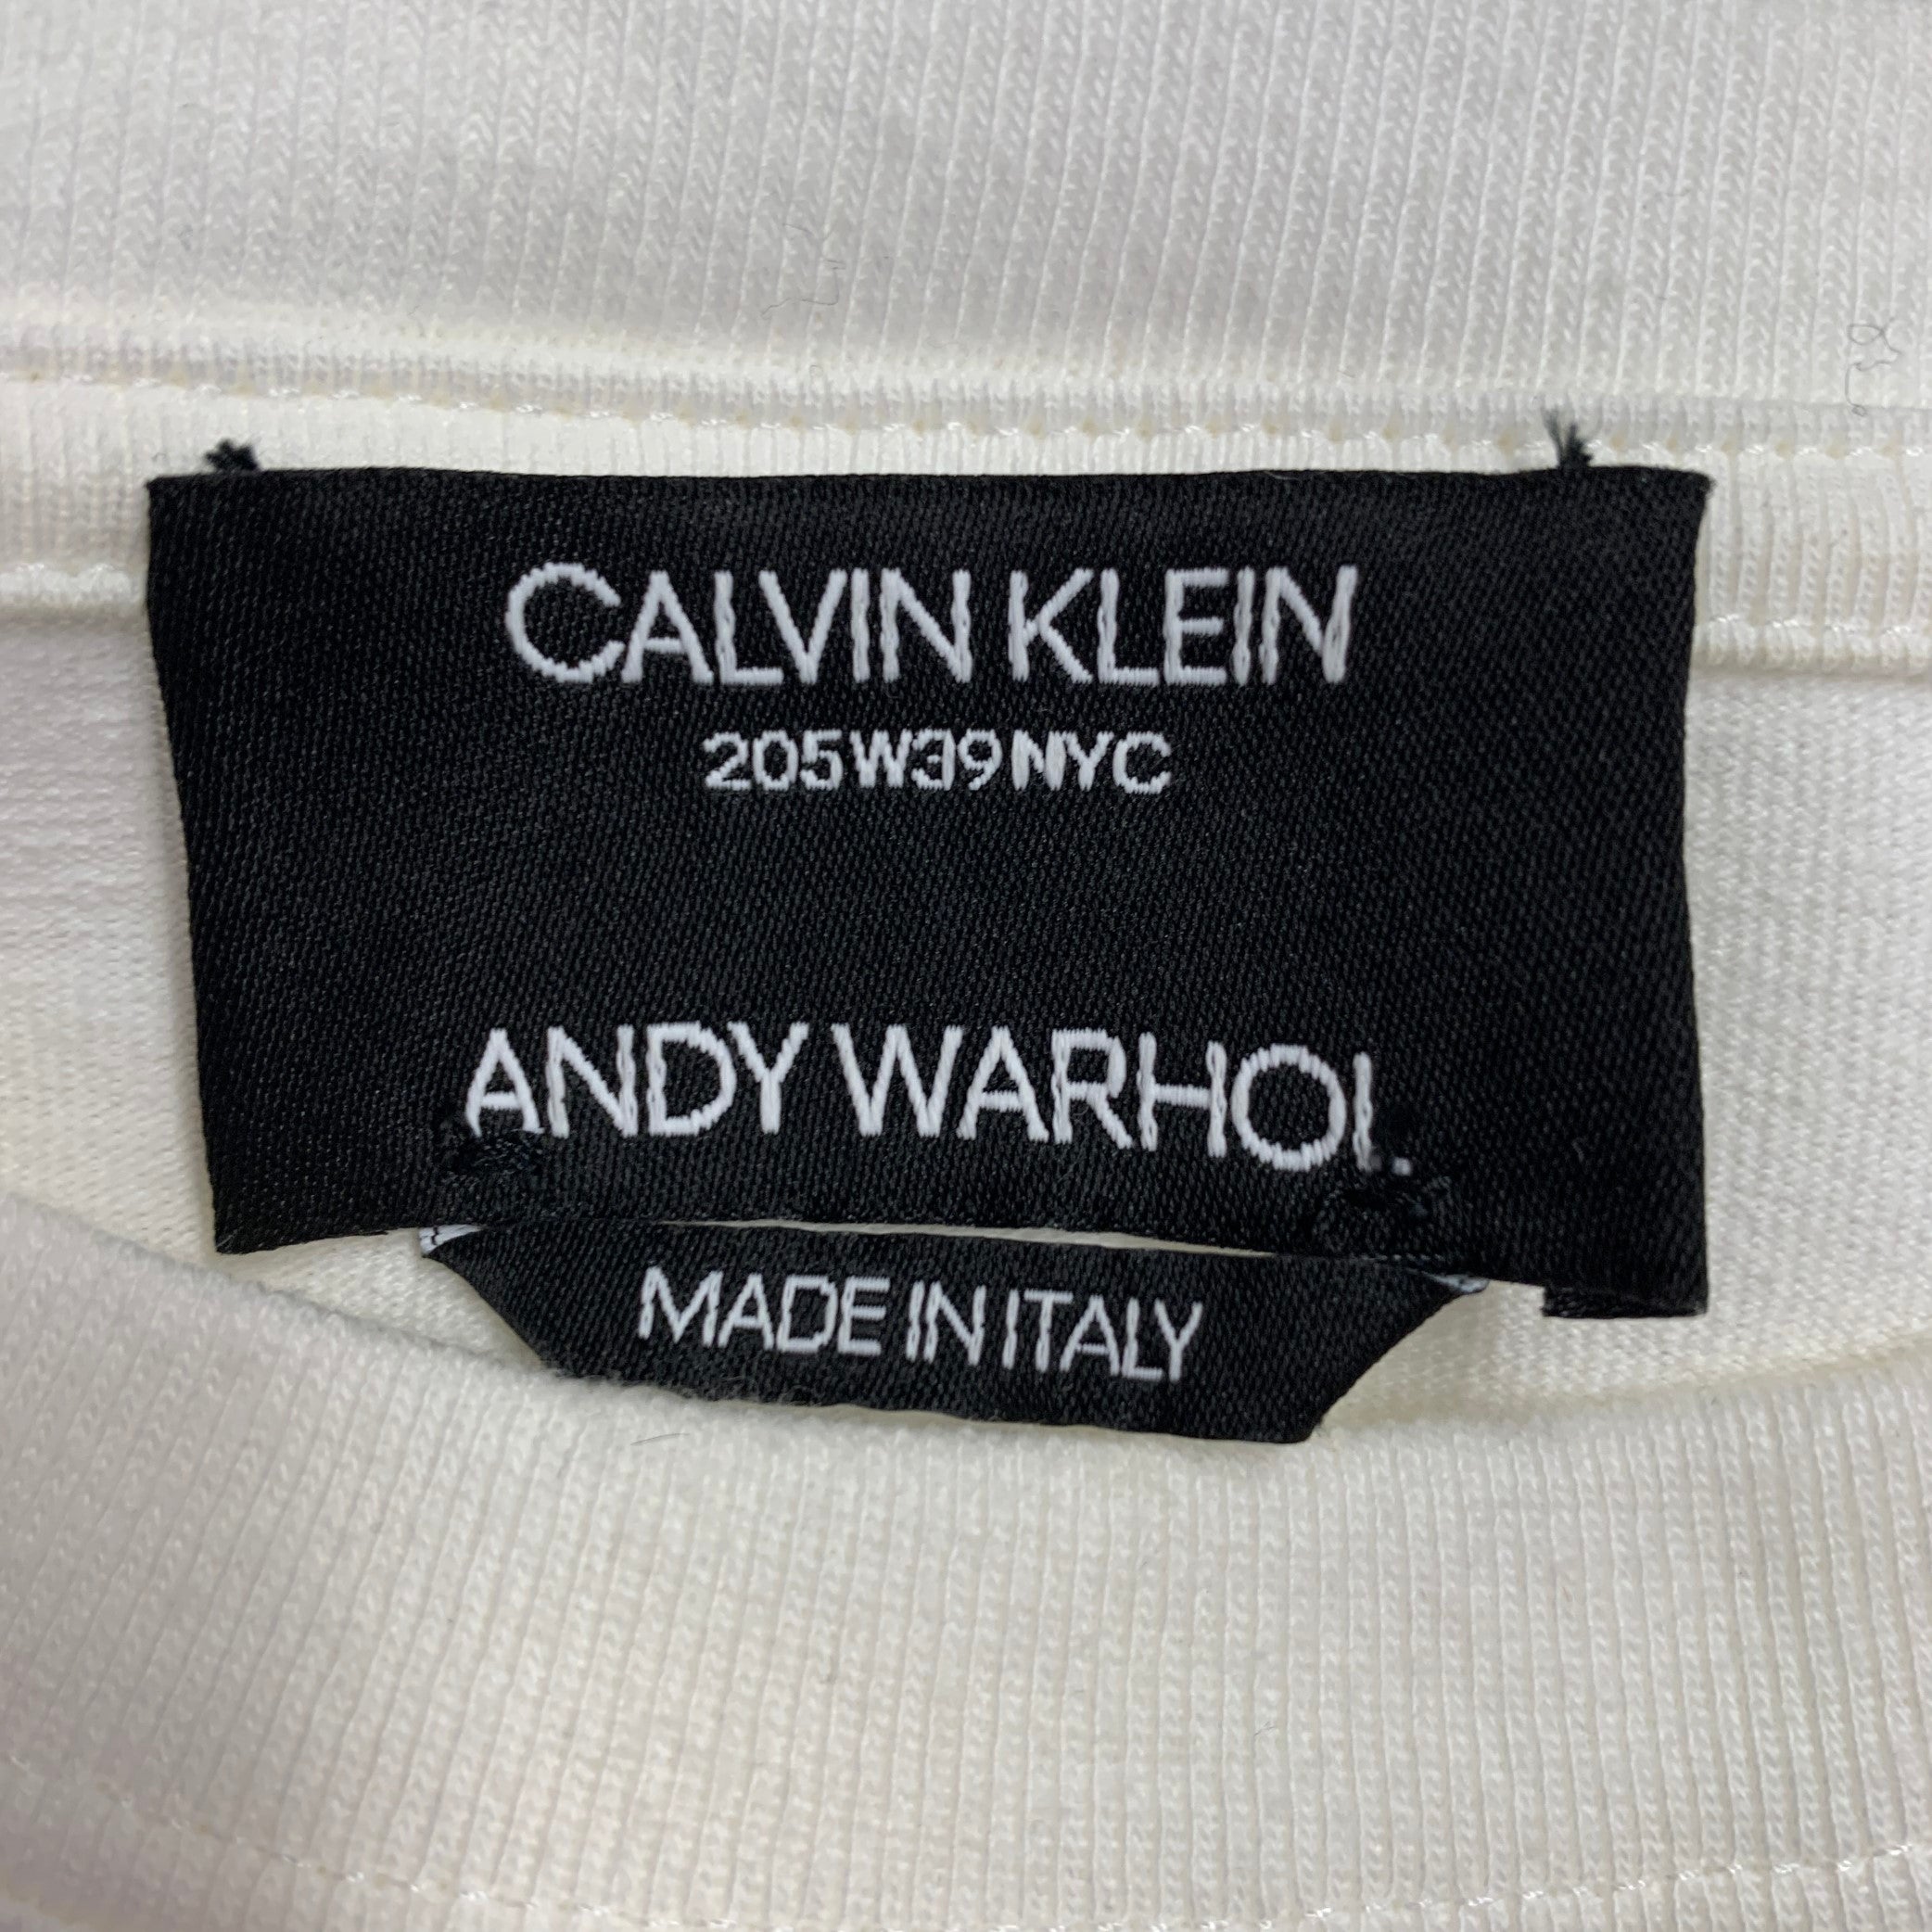 CALVIN KLEIN
205W39NYC
ANDY WARHOL
MADE IN ITALY